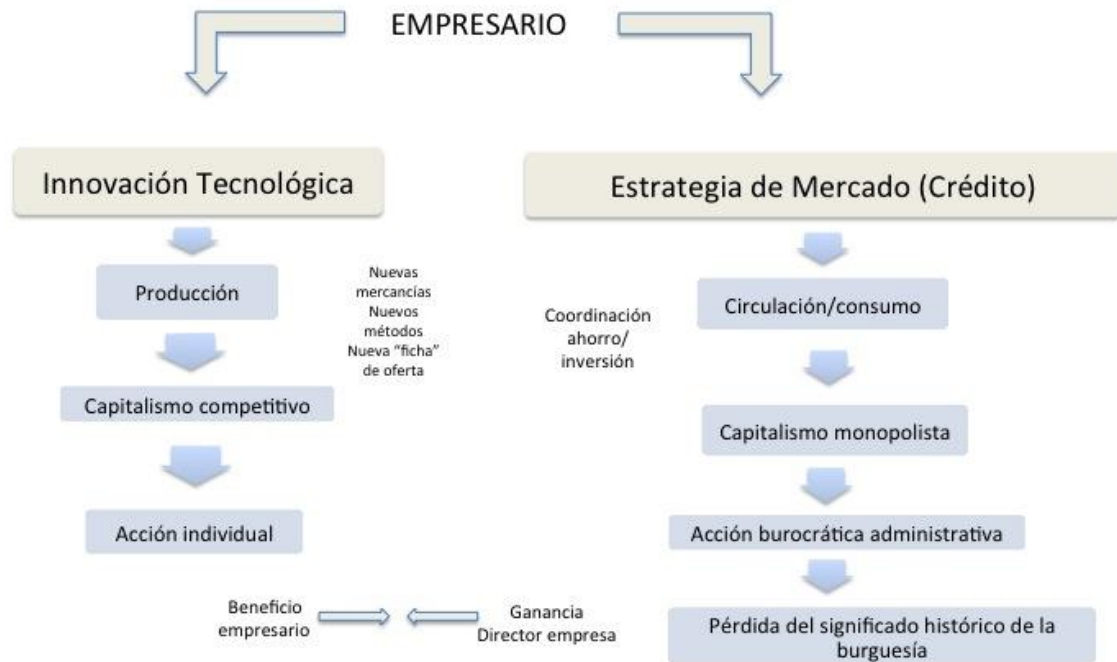 EMPRESARIO
Innovación Tecnológica
Producción
Nuevas
mercancías
Nuevos
métodos
Nueva "ficha"
de oferta
Capitalismo competitivo
Acción individual
Estrategia de Mercado (Crédito)
Circulación/consumo
Coordinación
ahorro/
inversión
Capitalismo monopolista
Acción burocrática administrativa
Pérdida del significado histórico de la
burguesía
Beneficio
empresario
Ganancia
Director empresa